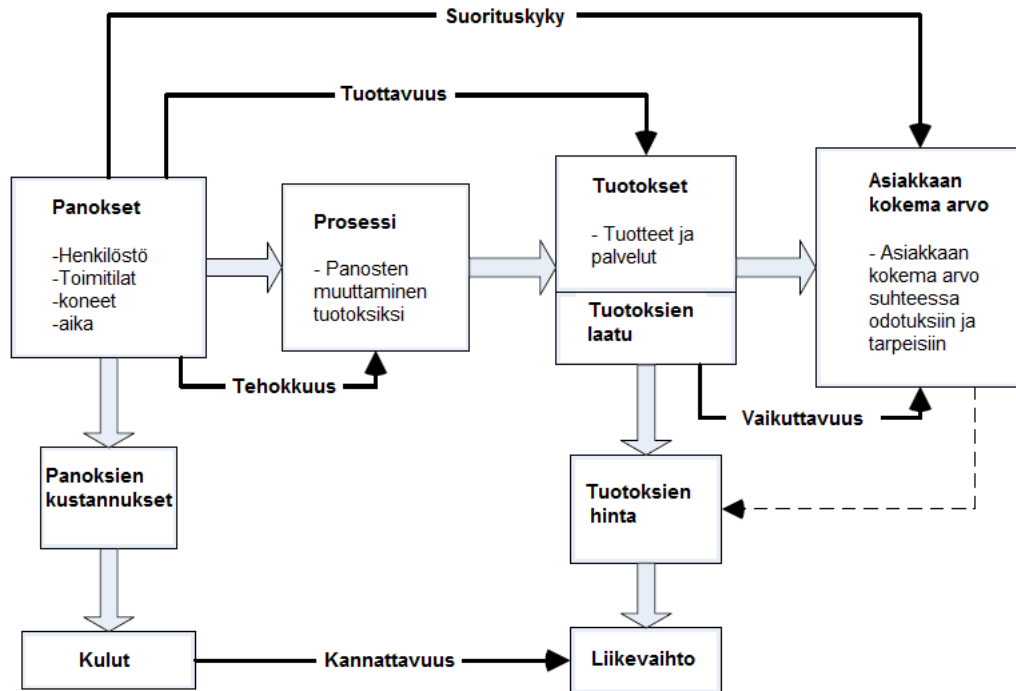 Suorituskyky
Tuottavuus
Panokset
-Henkilöstö
-Toimitilat
-koneet
-aika
Prosessi
- Panosten
muuttaminen
tuotoksiksi
Tuotokset
- Tuotteet ja
palvelut
Tuotoksien
laatu
Asiakkaan
kokema arvo
- Asiakkaan
kokema arvo
suhteessa
odotuksiin ja
tarpeisiin
Tehokkuus
Vaikuttavuus
Panoksien
kustannukset
Tuotoksien
hinta
Kulut
Kannattavuus
Liikevaihto